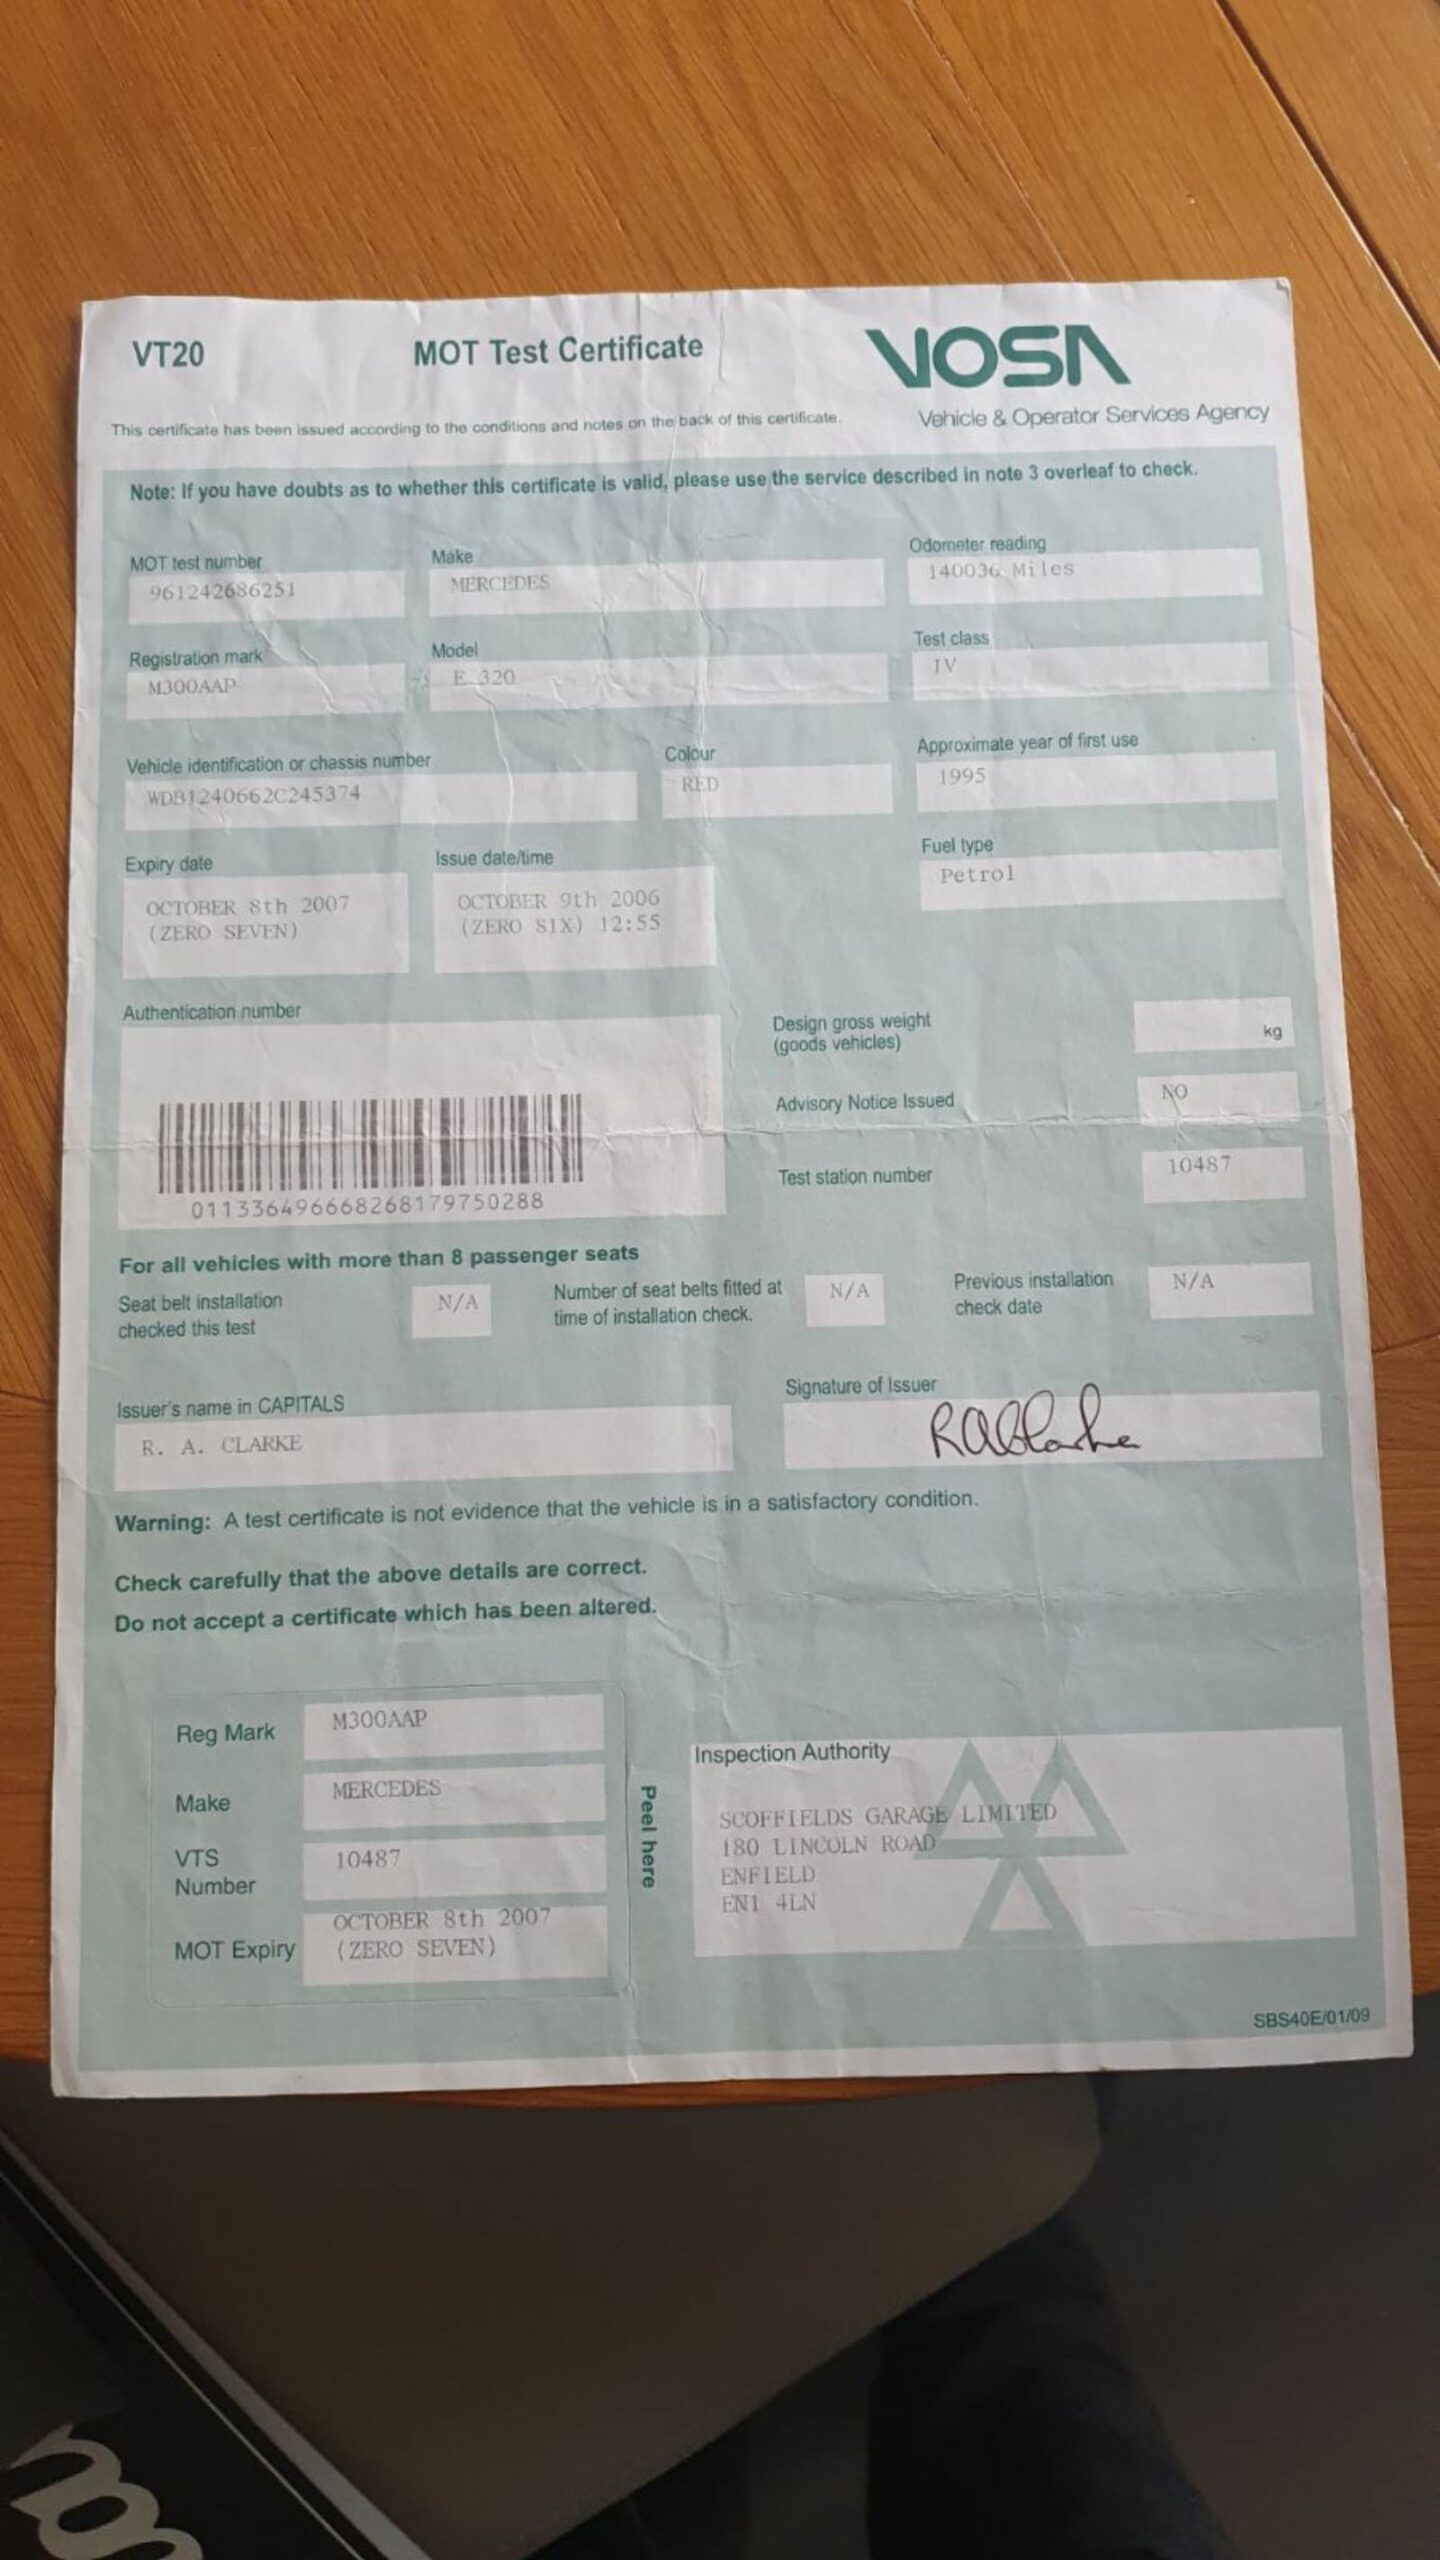 VT20
MOT Test Certificate
VOSA
Vehicle & Operator Services Agency
This certificate has been issued according to the conditions and notes on the back of this certificate.
Note: If you have doubts as to whether this certificate is valid, please use the service described in note 3 overleaf to check.
MOT test number
961242686251
Make
MERCEDES
Odometer reading
140036 Miles
Registration mark
M300AAP
Model
E 320
Test class
IV
Vehicle identification or chassis number
WDB1240662C245374
Colour
RED
Approximate year of first use
1995
Expiry date
OCTOBER 8th 2007
(ZERO SEVEN)
Issue date/time
OCTOBER 9th 2006
(ZERO SIX) 12:55
Fuel type
Petrol
Authentication number
011336496668268179750288
Design gross weight
(goods vehicles)
kg
Advisory Notice Issued
NO
Test station number
10487
For all vehicles with more than 8 passenger seats
Seat belt installation
checked this test
N/A
Number of seat belts fitted at
time of installation check.
N/A
Previous installation
check date
N/A
Issuer's name in CAPITALS
R. A. CLARKE
Signature of Issuer
RAClarke
Warning: A test certificate is not evidence that the vehicle is in a satisfactory condition.
Check carefully that the above details are correct.
Do not accept a certificate which has been altered.
Reg Mark
M300AAP
Make
MERCEDES
VTS
Number
10487
MOT Expiry
OCTOBER 8th 2007
(ZERO SEVEN)
Peel here
Inspection Authority
SCOFFIELDS GARAGE LIMITED
180 LINCOLN ROAD
ENFIELD
EN1 4LN
SBS40E/01/09